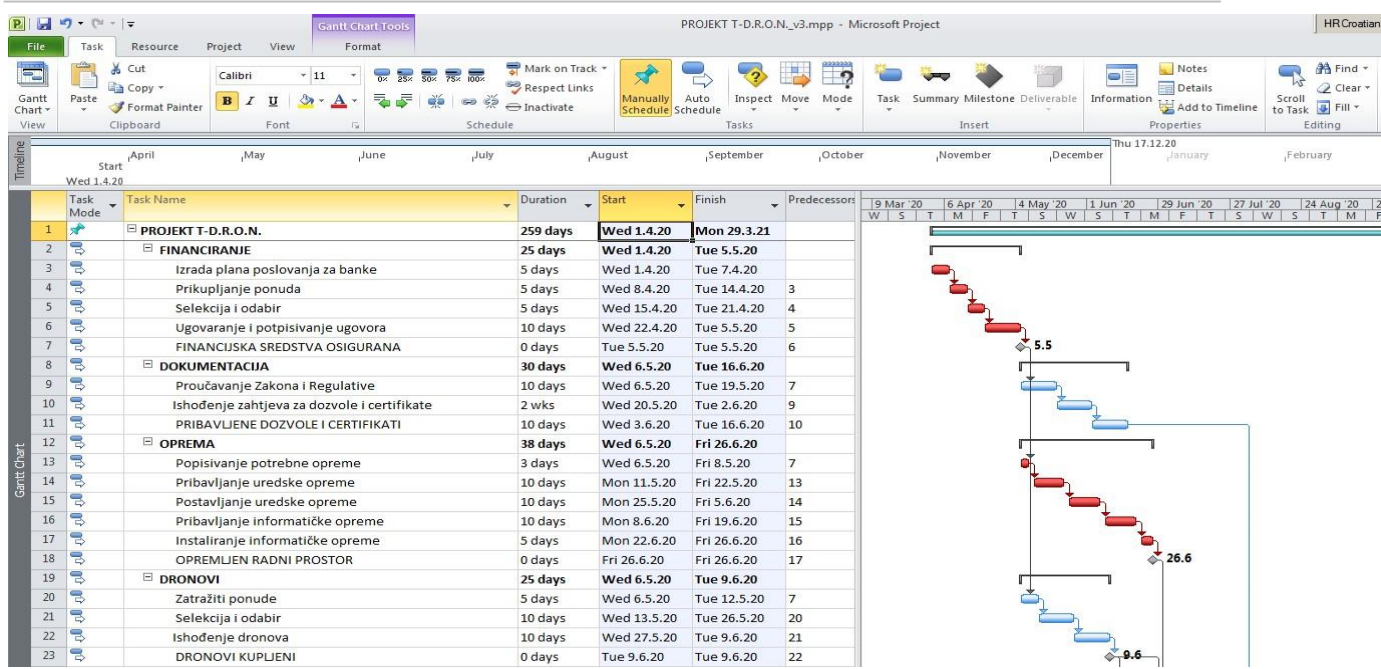 PROJEKT T-D.R.O.N._v3.mpp - Microsoft Project
Gantt Chart Tools
HR Croatian
File Task Resource Project View Format
Gantt Chart
Paste
Cut
Copy
Format Painter
Calibri 11
B I U A
0% 25% 50% 75% 100%
Mark on Track
Respect Links
Inactivate
Manually Schedule
Auto Schedule
Inspect
Move
Mode
Task
Summary
Milestone
Deliverable
Information
Notes
Details
Add to Timeline
Scroll to Task
Find
Clear
Fill
View Clipboard Font Schedule Tasks Insert Properties Editing
Timeline
Thu 17.12.20
April May June July August September October November December January February
Start
Wed 1.4.20
Task Mode Task Name Duration Start Finish Predecessors
9 Mar '20 6 Apr '20 4 May '20 1 Jun '20 29 Jun '20 27 Jul '20 24 Aug '20 2
W S T M F T S W S T M F T S W S T M F
Gantt Chart
1 PROJEKT T-D.R.O.N. 259 days Wed 1.4.20 Mon 29.3.21
2 FINANCIRANJE 25 days Wed 1.4.20 Tue 5.5.20
3 Izrada plana poslovanja za banke 5 days Wed 1.4.20 Tue 7.4.20
4 Prikupljanje ponuda 5 days Wed 8.4.20 Tue 14.4.20 3
5 Selekcija i odabir 5 days Wed 15.4.20 Tue 21.4.20 4
6 Ugovaranje i potpisivanje ugovora 10 days Wed 22.4.20 Tue 5.5.20 5
7 FINANCIJSKA SREDSTVA OSIGURANA 0 days Tue 5.5.20 Tue 5.5.20 6 5.5
8 DOKUMENTACIJA 30 days Wed 6.5.20 Tue 16.6.20
9 Proučavanje Zakona i Regulative 10 days Wed 6.5.20 Tue 19.5.20 7
10 Ishođenje zahtjeva za dozvole i certifikate 2 wks Wed 20.5.20 Tue 2.6.20 9
11 PRIBAVLJENE DOZVOLE I CERTIFIKATI 10 days Wed 3.6.20 Tue 16.6.20 10
12 OPREMA 38 days Wed 6.5.20 Fri 26.6.20
13 Popisivanje potrebne opreme 3 days Wed 6.5.20 Fri 8.5.20 7
14 Pribavljanje uredske opreme 10 days Mon 11.5.20 Fri 22.5.20 13
15 Postavljanje uredske opreme 10 days Mon 25.5.20 Fri 5.6.20 14
16 Pribavljanje informatičke opreme 10 days Mon 8.6.20 Fri 19.6.20 15
17 Instaliranje informatičke opreme 5 days Mon 22.6.20 Fri 26.6.20 16
18 OPREMLJEN RADNI PROSTOR 0 days Fri 26.6.20 Fri 26.6.20 17 26.6
19 DRONOVI 25 days Wed 6.5.20 Tue 9.6.20
20 Zatražiti ponude 5 days Wed 6.5.20 Tue 12.5.20 7
21 Selekcija i odabir 10 days Wed 13.5.20 Tue 26.5.20 20
22 Ishođenje dronova 10 days Wed 27.5.20 Tue 9.6.20 21
23 DRONOVI KUPLJENI 0 days Tue 9.6.20 Tue 9.6.20 22 9.6